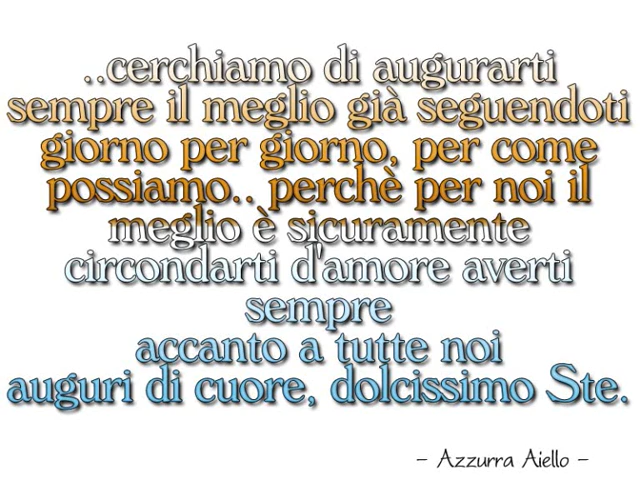 ..cerchiamo di augurarti
sempre il meglio già seguendoti
giorno per giorno, per come
possiamo.. perchè per noi il
meglio è sicuramente
circondarti d'amore averti
sempre
accanto a tutte noi
auguri di cuore, dolcissimo Ste.
- Azzurra Aiello -